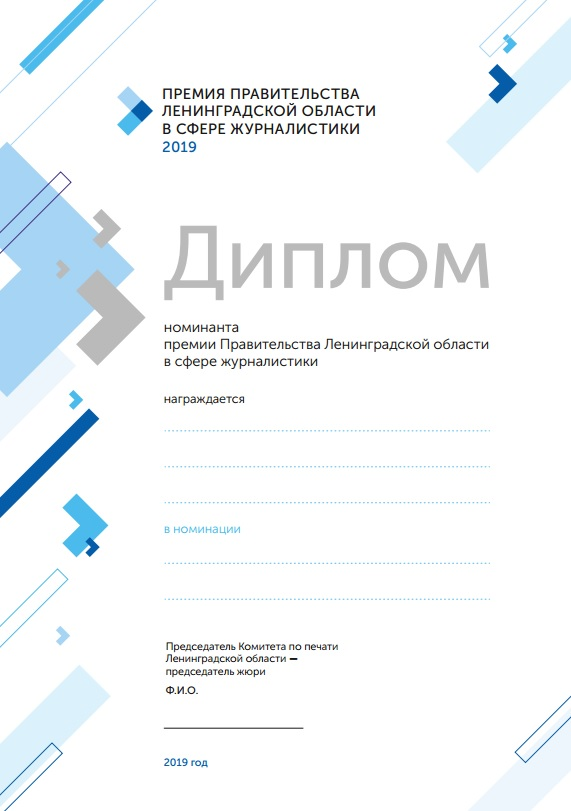 ПРЕМИЯ ПРАВИТЕЛЬСТВА
ЛЕНИНГРАДСКОЙ ОБЛАСТИ
В СФЕРЕ ЖУРНАЛИСТИКИ
2019
Диплом
номинанта
премии Правительства Ленинградской области
в сфере журналистики
награждается
в номинации
Председатель Комитета по печати
Ленинградской области —
председатель жюри
Ф.И.О.
2019 год